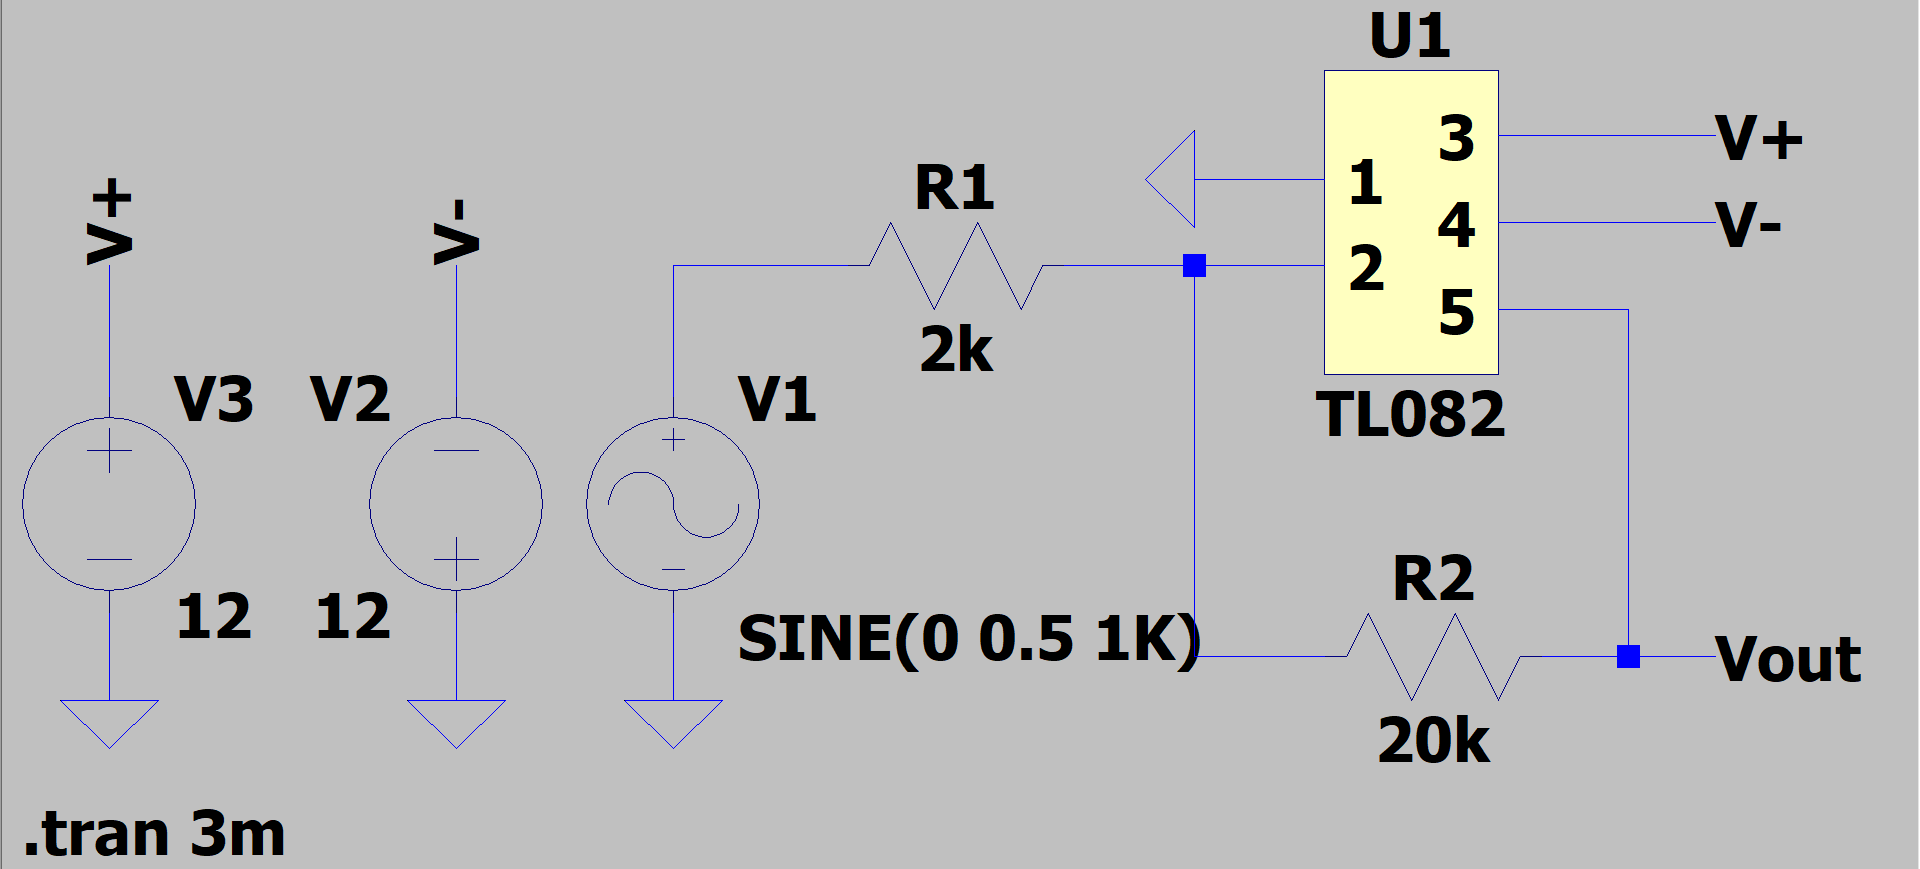 U1
3
V+
1
4
V-
2
5
TL082
R1
2k
V+
V-
V3
V2
V1
12
12
SINE(0 0.5 1K)
R2
20k
Vout
.tran 3m